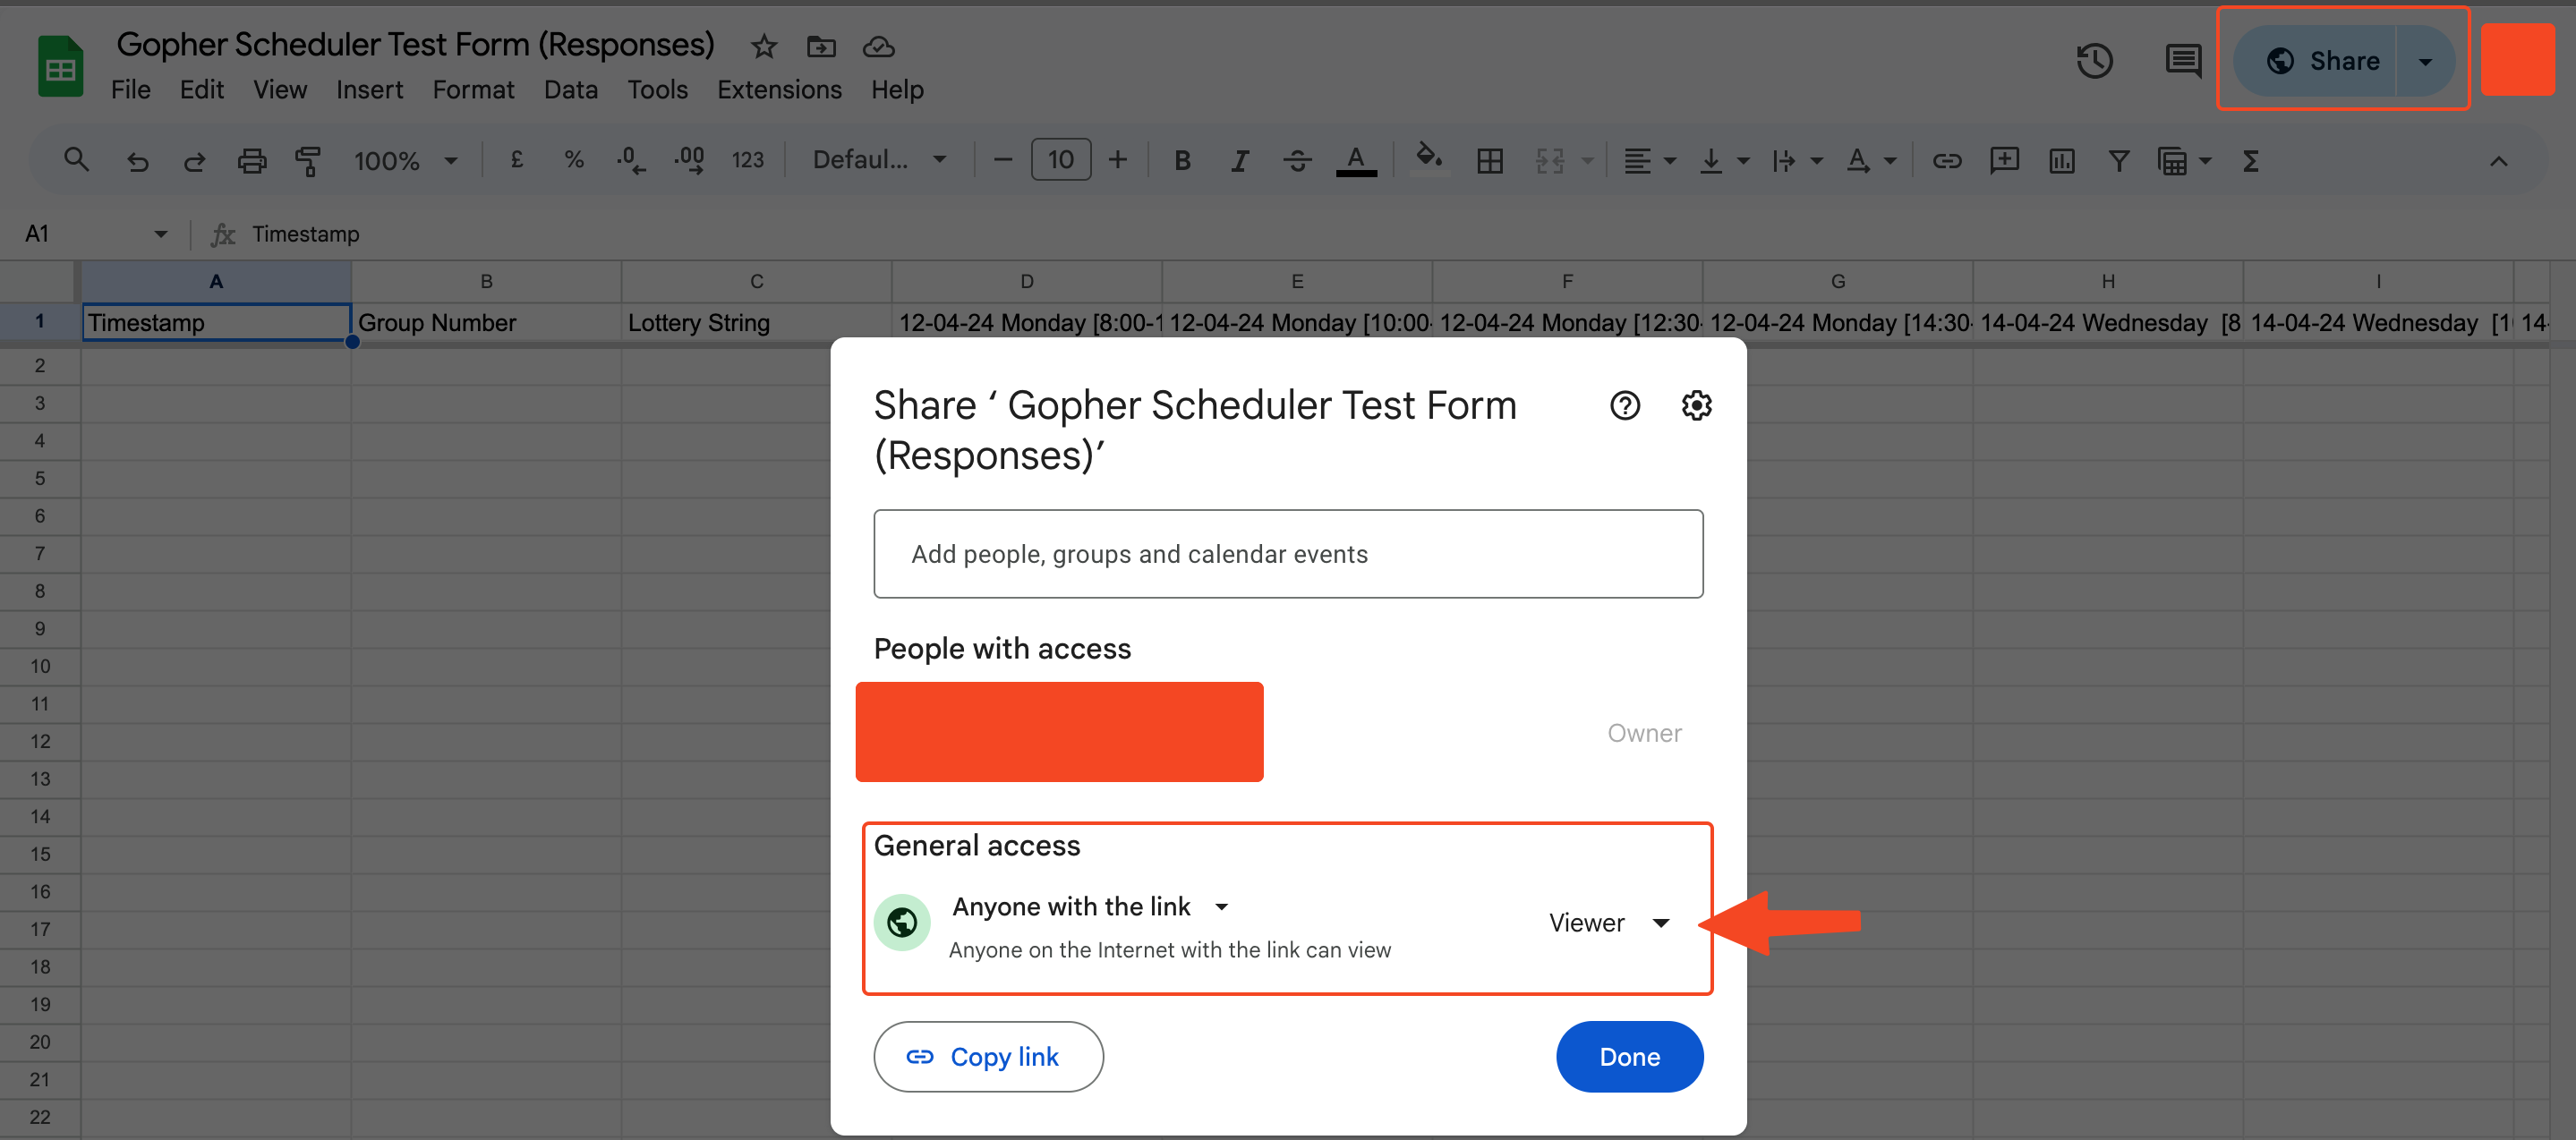 Gopher Scheduler Test Form (Responses)
Share
File Edit View Insert Format Data Tools Extensions Help
100% £ % .0 .00 123 Defaul... − 10 + B I S A A Σ
A1 fx Timestamp
A B C D E F G H I
1 Timestamp Group Number Lottery String 12-04-24 Monday [8:00-1 12-04-24 Monday [10:00- 12-04-24 Monday [12:30- 12-04-24 Monday [14:30- 14-04-24 Wednesday [8 14-04-24 Wednesday [1 14-
2
3
4
5
6
7
8
9
10
11
12
13
14
15
16
17
18
19
20
21
22
Share ‘ Gopher Scheduler Test Form
(Responses)’
Add people, groups and calendar events
People with access
Owner
General access
Anyone with the link
Viewer
Anyone on the Internet with the link can view
Copy link
Done